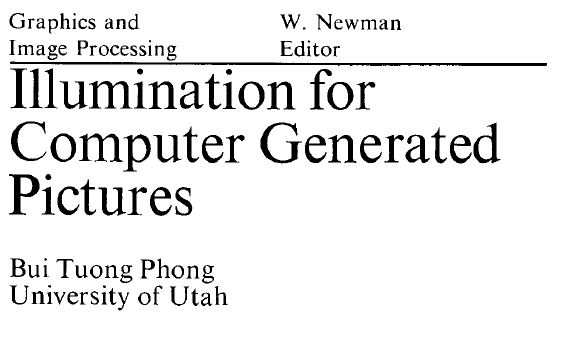 Graphics and
Image Processing
W. Newman
Editor
Illumination for
Computer Generated
Pictures
Bui Tuong Phong
University of Utah